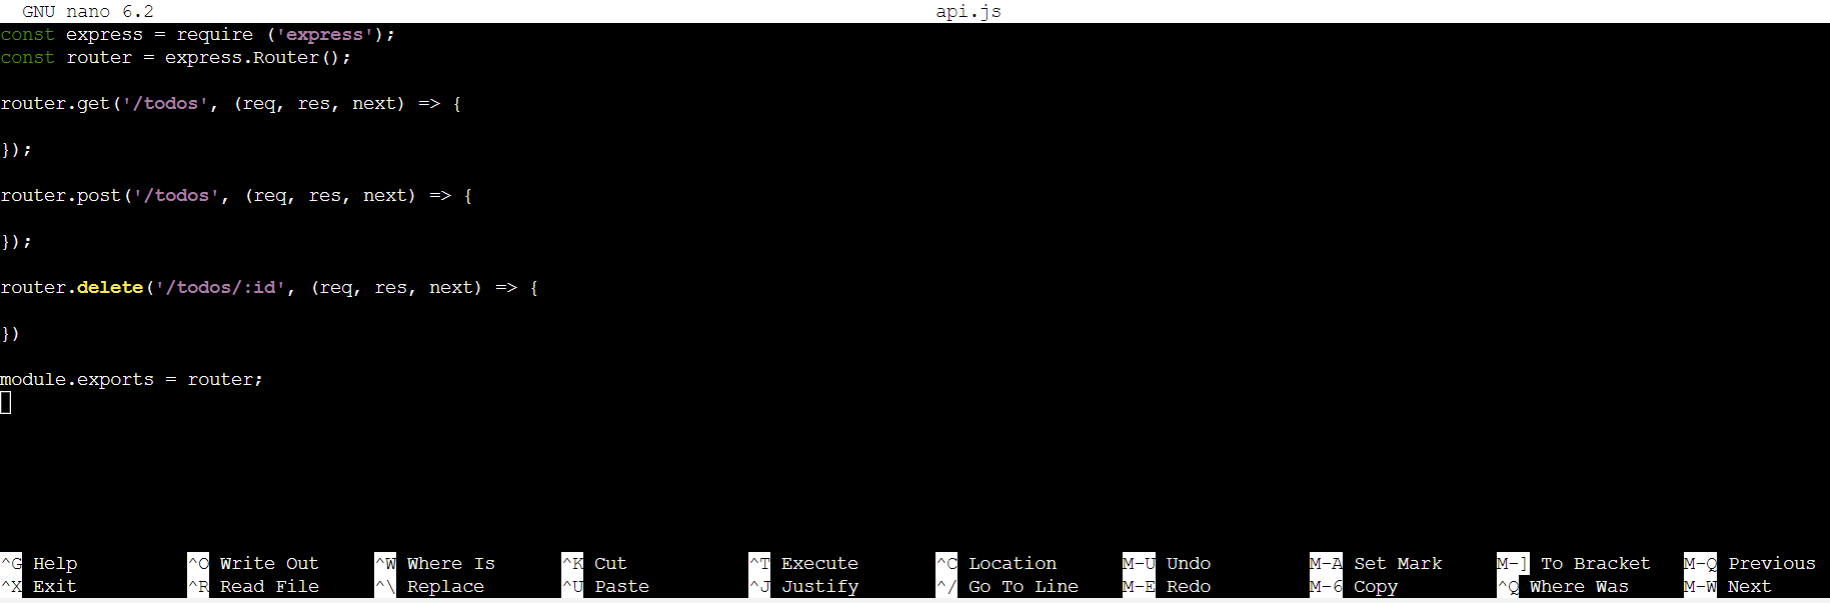 GNU nano 6.2 api.js
const express = require ('express');
const router = express.Router();
router.get('/todos', (req, res, next) => {
});
router.post('/todos', (req, res, next) => {
});
router.delete('/todos/:id', (req, res, next) => {
})
module.exports = router;
^G Help ^O Write Out ^W Where Is ^K Cut ^T Execute ^C Location M-U Undo M-A Set Mark M-] To Bracket M-Q Previous
^X Exit ^R Read File ^\ Replace ^U Paste ^J Justify ^/ Go To Line M-E Redo M-6 Copy ^Q Where Was M-W Next